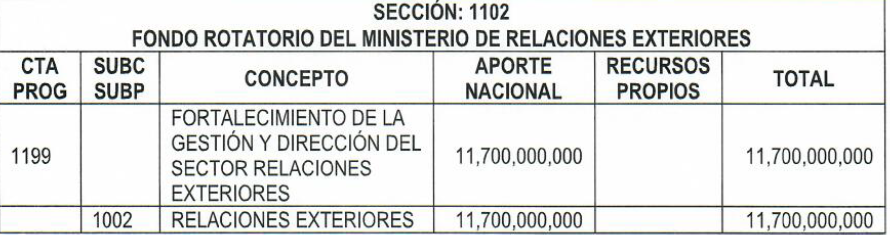 SECCIÓN: 1102
FONDO ROTATORIO DEL MINISTERIO DE RELACIONES EXTERIORES
CTA PROG SUBC SUBP CONCEPTO APORTE NACIONAL RECURSOS PROPIOS TOTAL
1199 FORTALECIMIENTO DE LA
GESTIÓN Y DIRECCIÓN DEL
SECTOR RELACIONES
EXTERIORES 11,700,000,000 11,700,000,000
1002 RELACIONES EXTERIORES 11,700,000,000 11,700,000,000